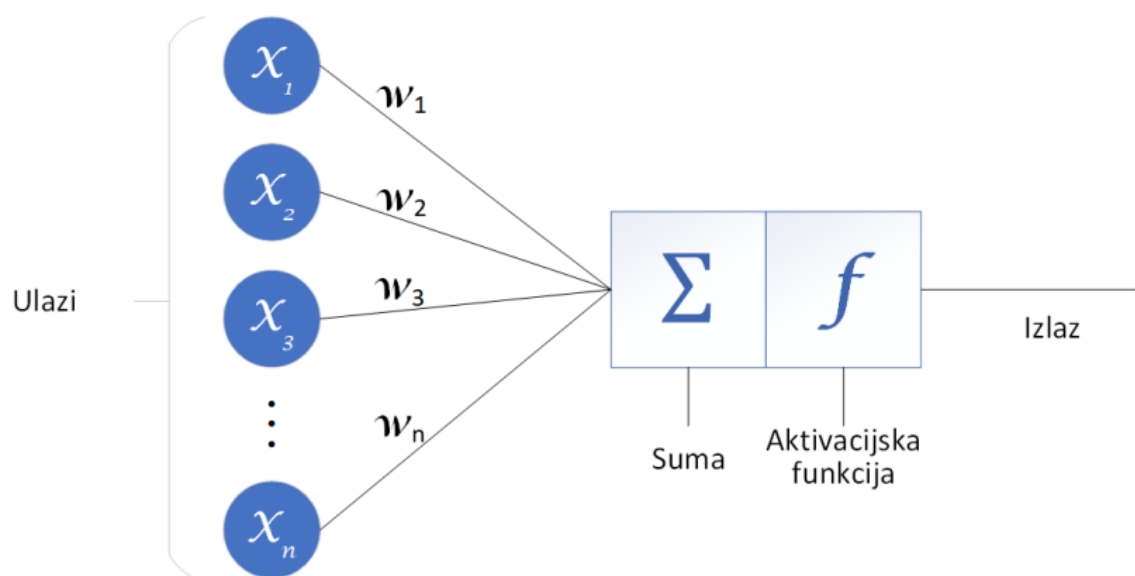 Ulazi
x₁
x₂
x₃
⋮
xₙ
w₁
w₂
w₃
wₙ
Σ
f
Suma
Aktivacijska
funkcija
Izlaz